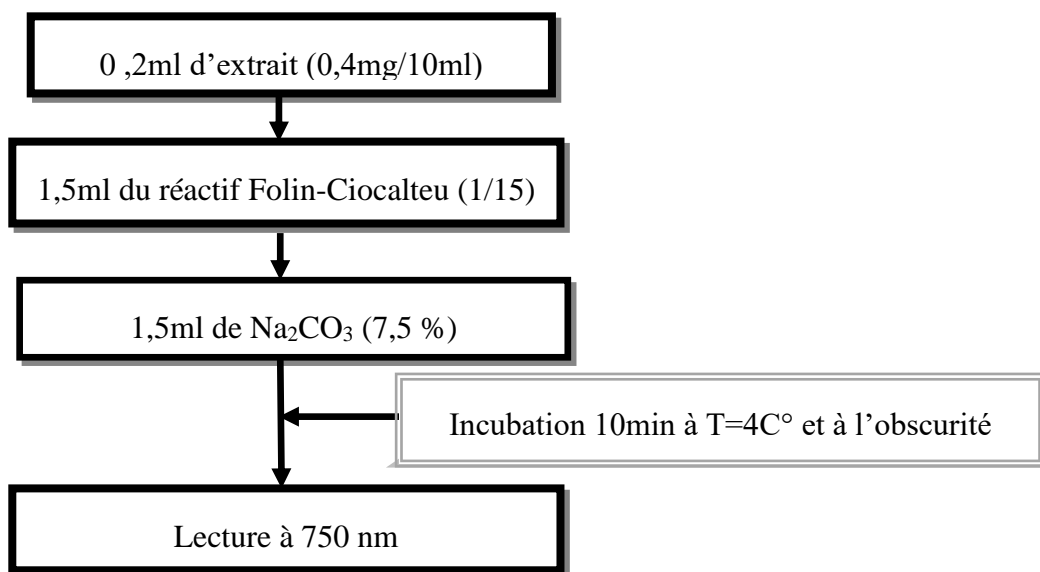 0 ,2ml d’extrait (0,4mg/10ml)
1,5ml du réactif Folin-Ciocalteu (1/15)
1,5ml de Na₂CO₃ (7,5 %)
Incubation 10min à T=4C° et à l’obscurité
Lecture à 750 nm